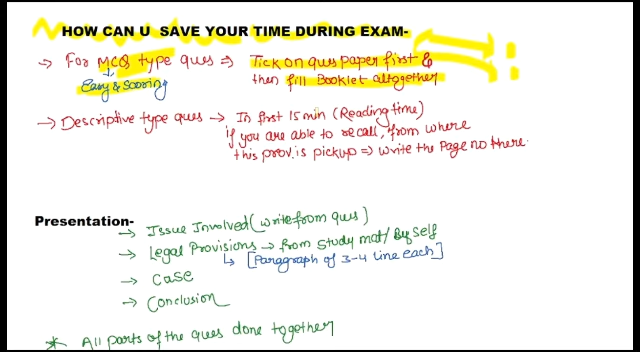 HOW CAN U SAVE YOUR TIME DURING EXAM-
→ For MCQ type ques ⇒ Tick on ques paper first &
Easy & scoring then fill Booklet altogether
→ Descriptive type ques → In first 15 min (Reading time)
if you are able to recall, from where
this prov. is pickup ⇒ write the Page no there.
Presentation-
→ Issue Involved (write from ques)
→ Legal Provisions → from study mat/ By self
↳ [Paragraph of 3-4 line each]
→ Case
→ Conclusion
* All parts of the ques done together